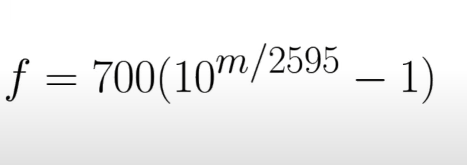 f = 700(10^{m/2595} − 1)